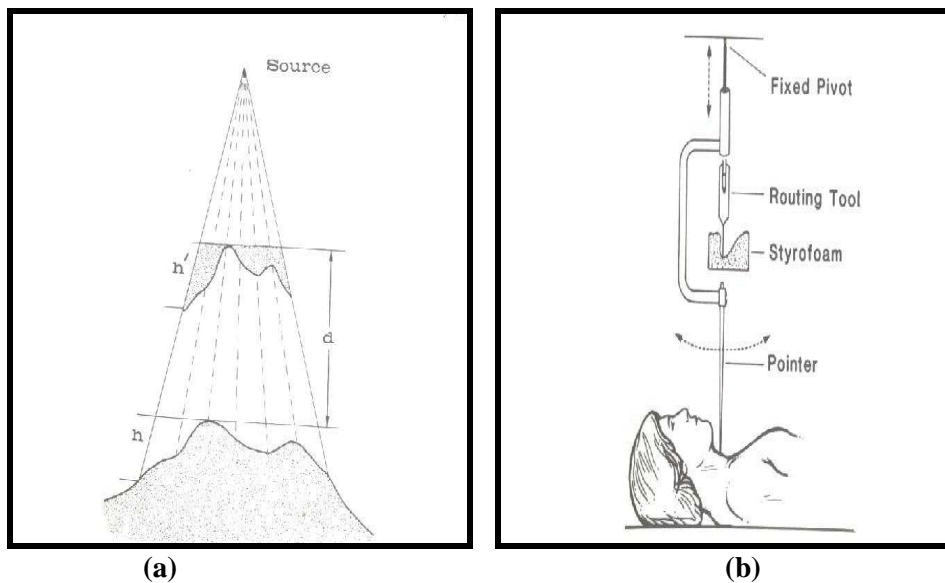 Source
h'
d
h
(a)
Fixed Pivot
Routing Tool
Styrofoam
Pointer
(b)